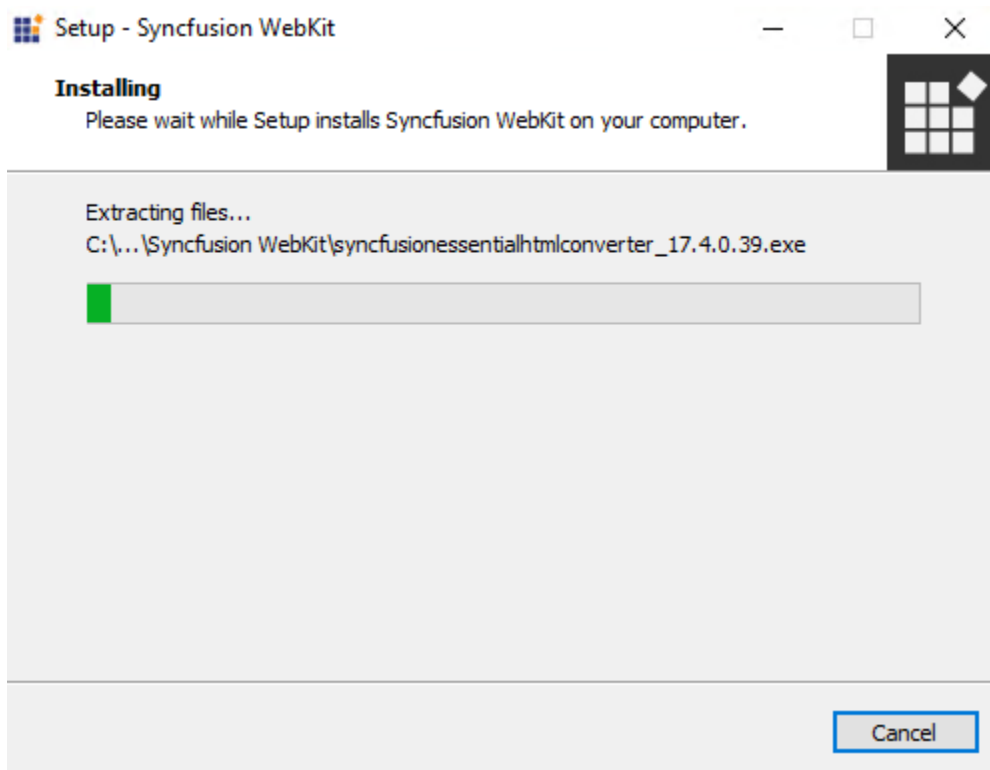 Setup - Syncfusion WebKit
Installing
Please wait while Setup installs Syncfusion WebKit on your computer.
Extracting files...
C:\...\Syncfusion WebKit\syncfusionessentialhtmlconverter_17.4.0.39.exe
Cancel